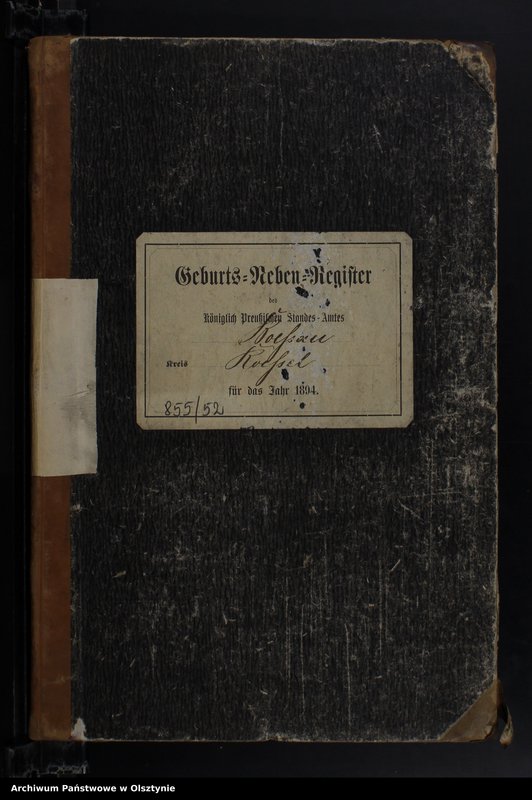 Geburts-Neben-Register
des
Königlich Preußischen Standes-Amtes
Kreis Roessel
für das Jahr 1894.
855/52
Archiwum Państwowe w Olsztynie